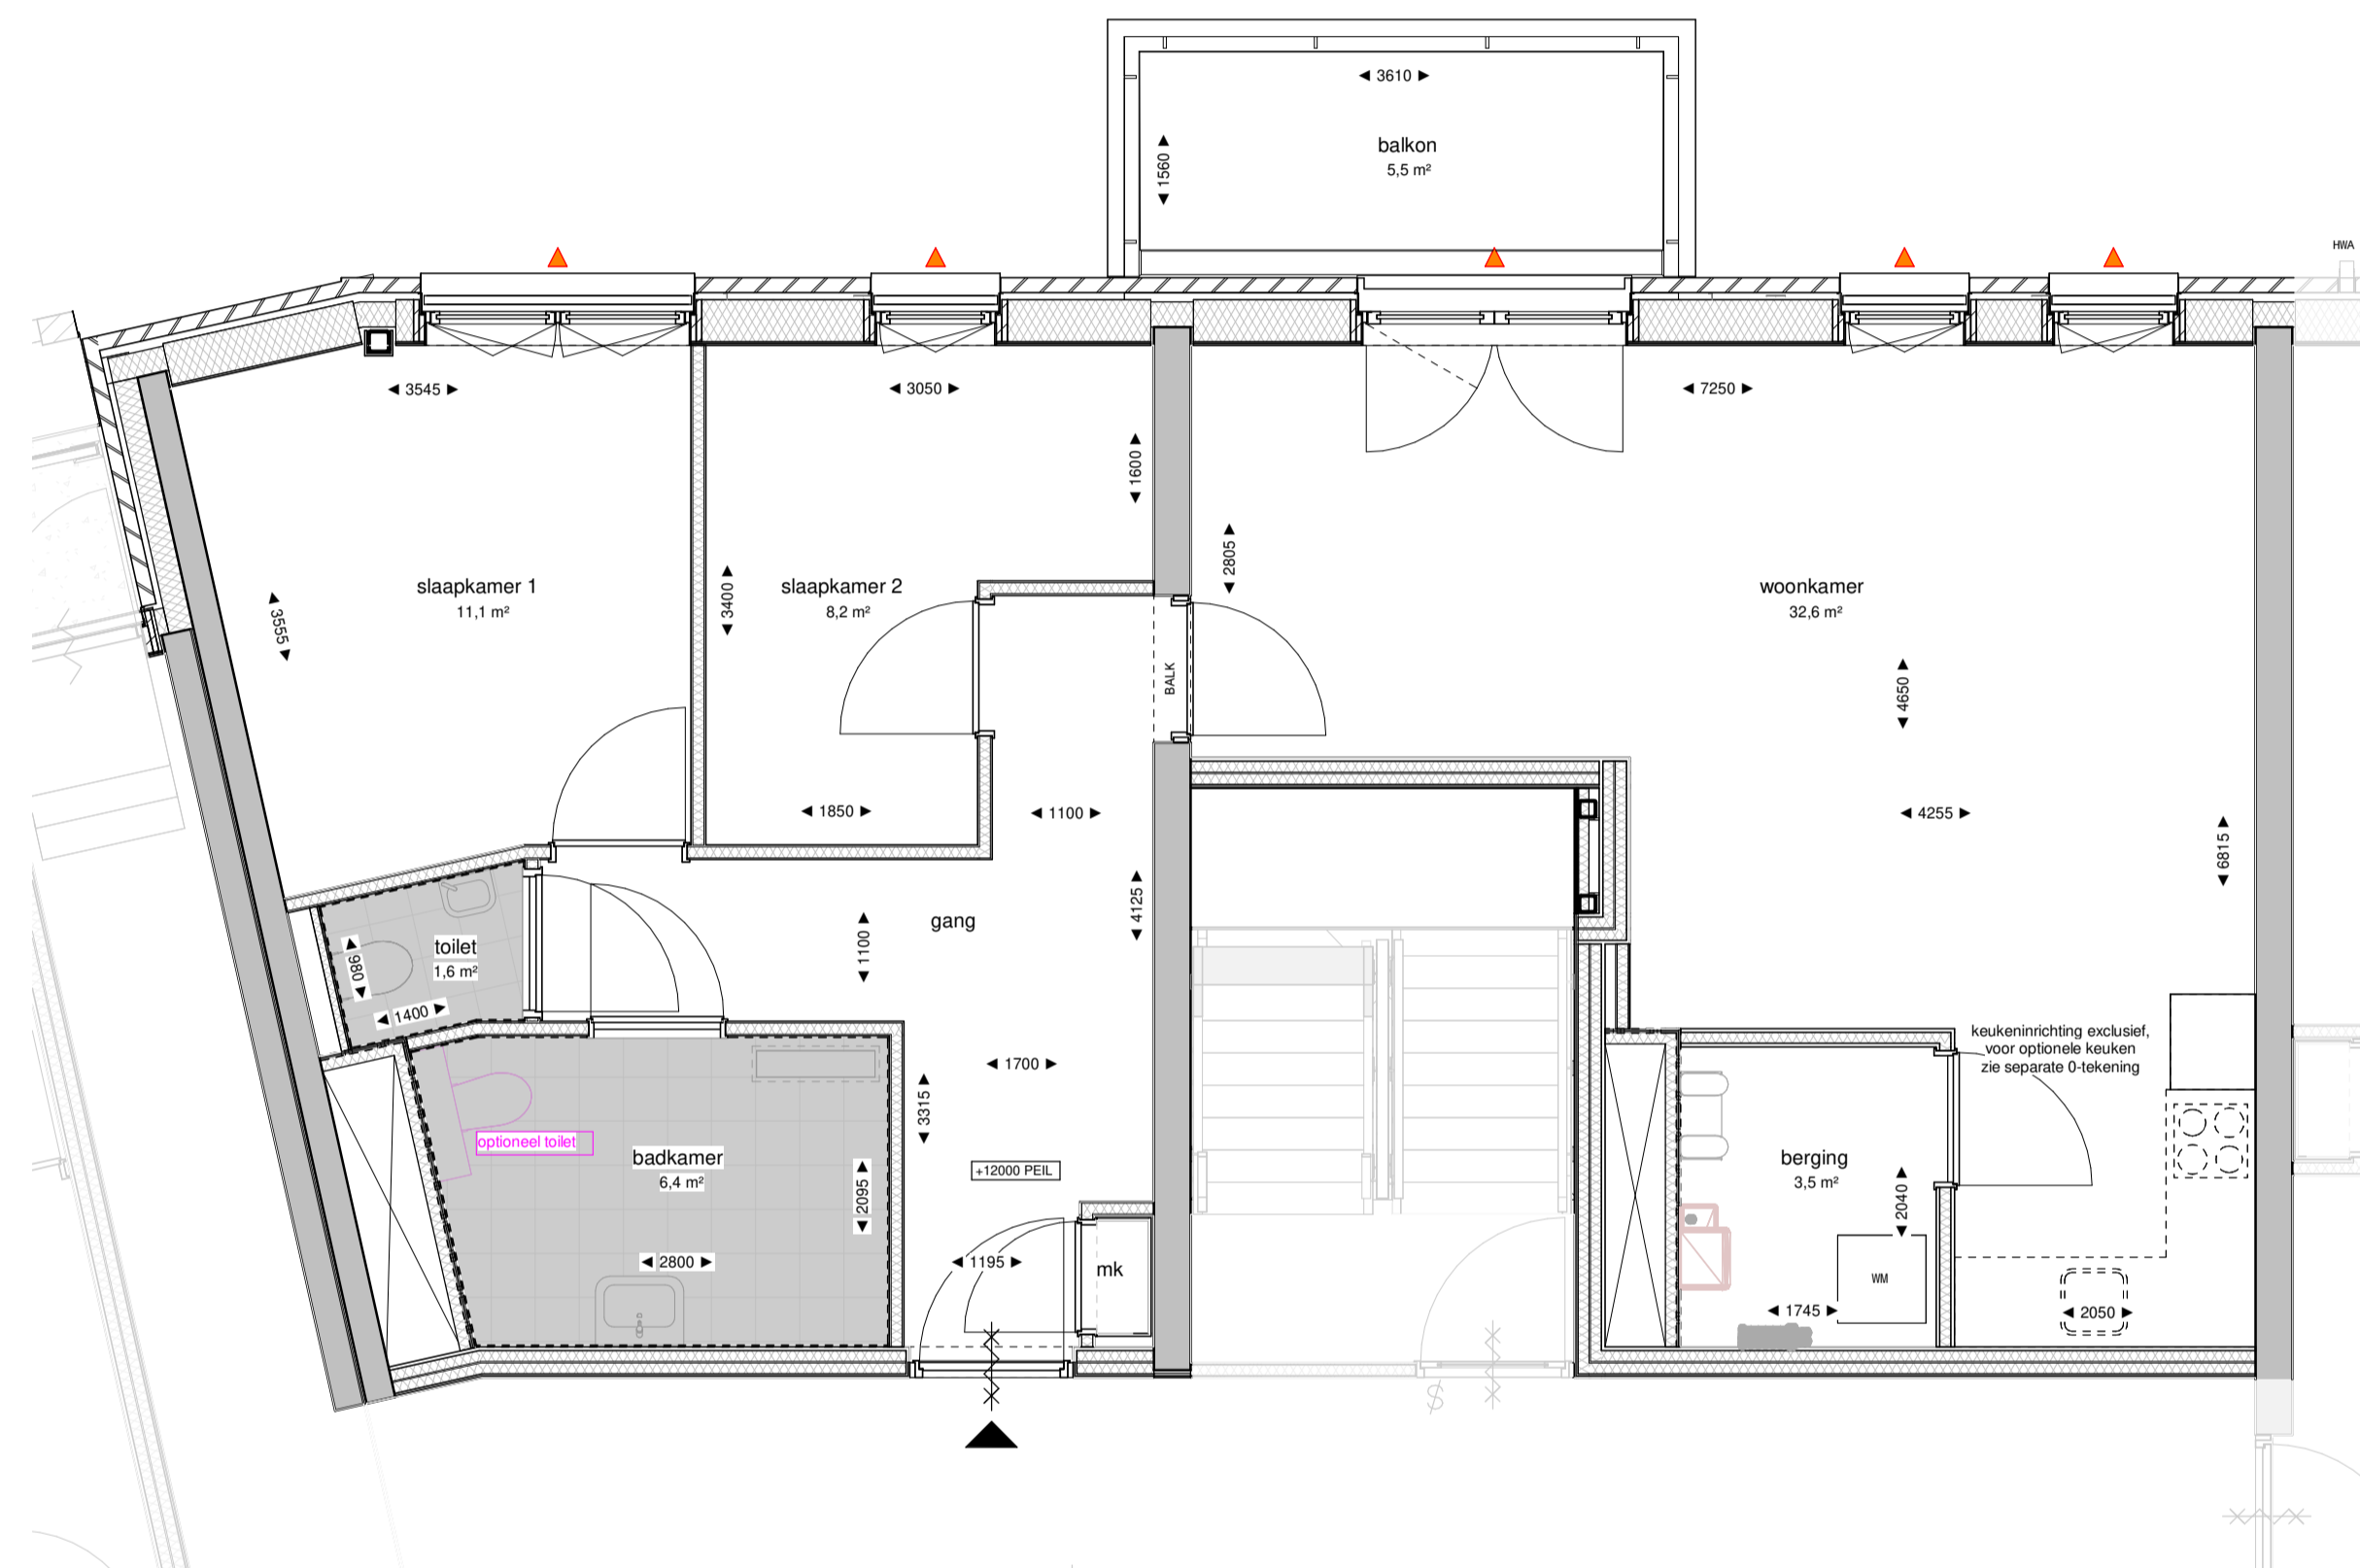 ◄ 3610 ►
balkon
5,5 m²
◄ 1560 ►
HWA
◄ 3545 ►
◄ 3050 ►
◄ 7250 ►
◄ 1600 ►
◄ 2805 ►
slaapkamer 1
11,1 m²
◄ 3555 ►
◄ 3400 ►
slaapkamer 2
8,2 m²
woonkamer
32,6 m²
BALK
◄ 4650 ►
◄ 1850 ►
◄ 1100 ►
◄ 4255 ►
◄ 6815 ►
◄ 4125 ►
gang
◄ 1100 ►
toilet
1,6 m²
◄ 980 ►
◄ 1400 ►
◄ 1700 ►
◄ 3315 ►
keukeninrichting exclusief,
voor optionele keuken
zie separate 0-tekening
optioneel toilet
badkamer
6,4 m²
◄ 2095 ►
+12000 PEIL
berging
3,5 m²
◄ 2040 ►
◄ 2800 ►
◄ 1195 ►
mk
WM
◄ 1745 ►
◄ 2050 ►
S